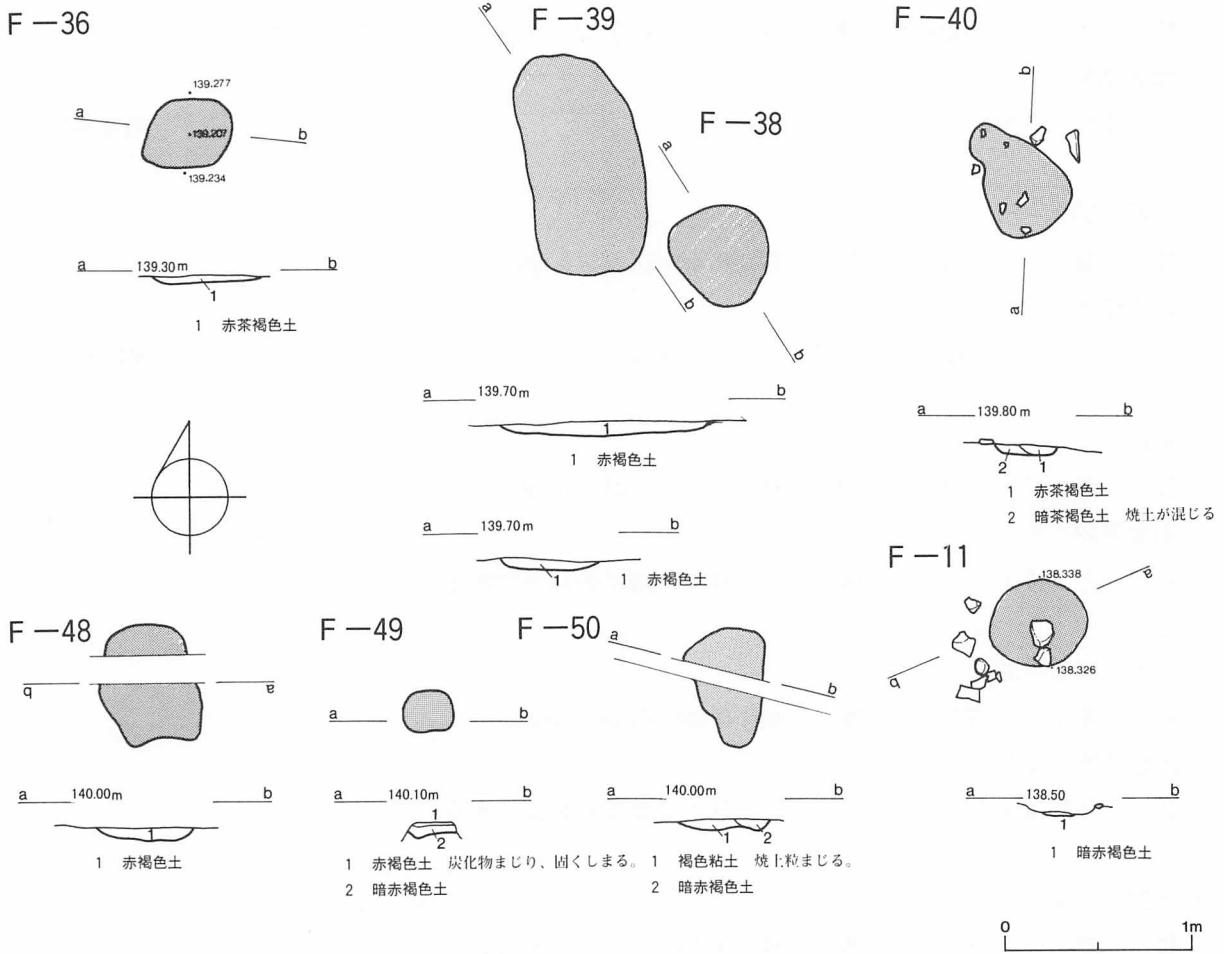 F－36
139.277
a
139.207
b
139.234
a 139.30m b
1
1 赤茶褐色土
F－39
a
b
F－38
a
b
a 139.70m b
1
1 赤褐色土
a 139.70m b
1
1 赤褐色土
F－40
b
a
a 139.80m b
2 1
1 赤茶褐色土
2 暗茶褐色土 焼土が混じる
F－11
138.338
a
b
138.326
a 138.50 b
1
1 暗赤褐色土
F－48
b a
a 140.00m b
1
1 赤褐色土
F－49
a b
a 140.10m b
1
2
1 赤褐色土 炭化物まじり、固くしまる。
2 暗赤褐色土
F－50
a
b
a 140.00m b
1 2
1 褐色粘土 焼土粒まじる。
2 暗赤褐色土
0 1m